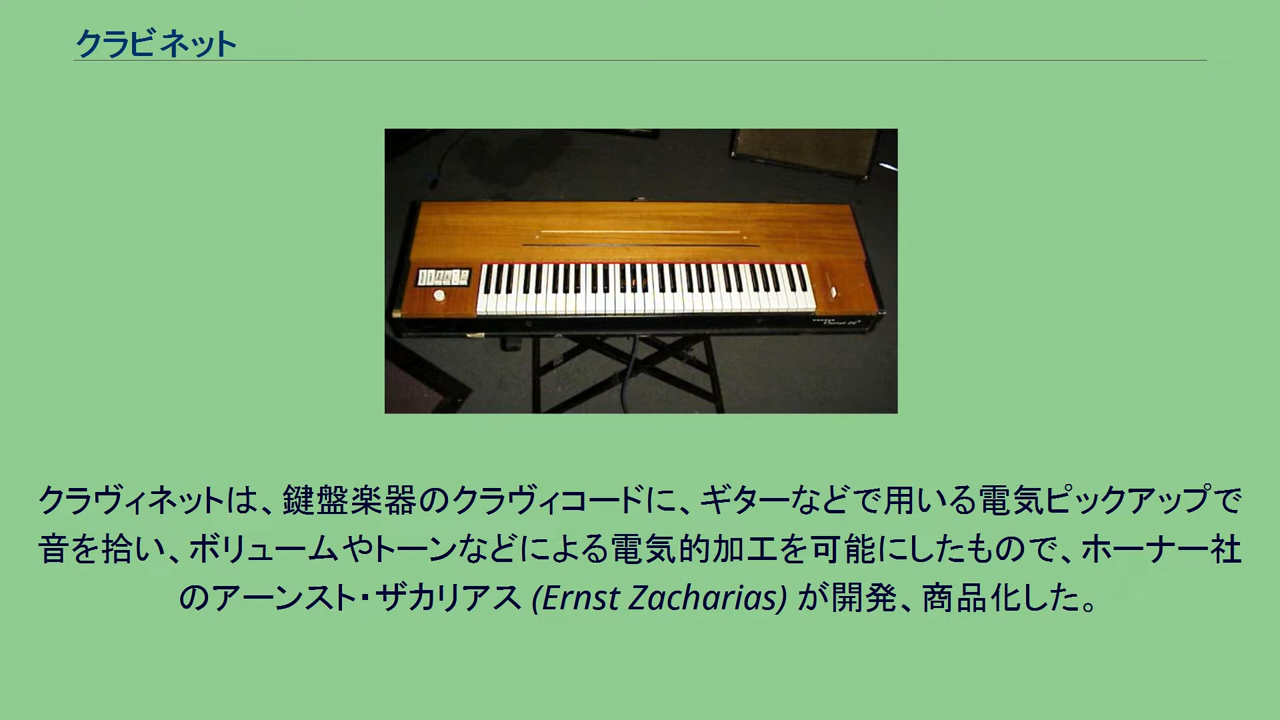 クラビネット
クラヴィネットは、鍵盤楽器のクラヴィコードに、ギターなどで用いる電気ピックアップで
音を拾い、ボリュームやトーンなどによる電気的加工を可能にしたもので、ホーナー社
のアーンスト・ザカリアス (Ernst Zacharias) が開発、商品化した。